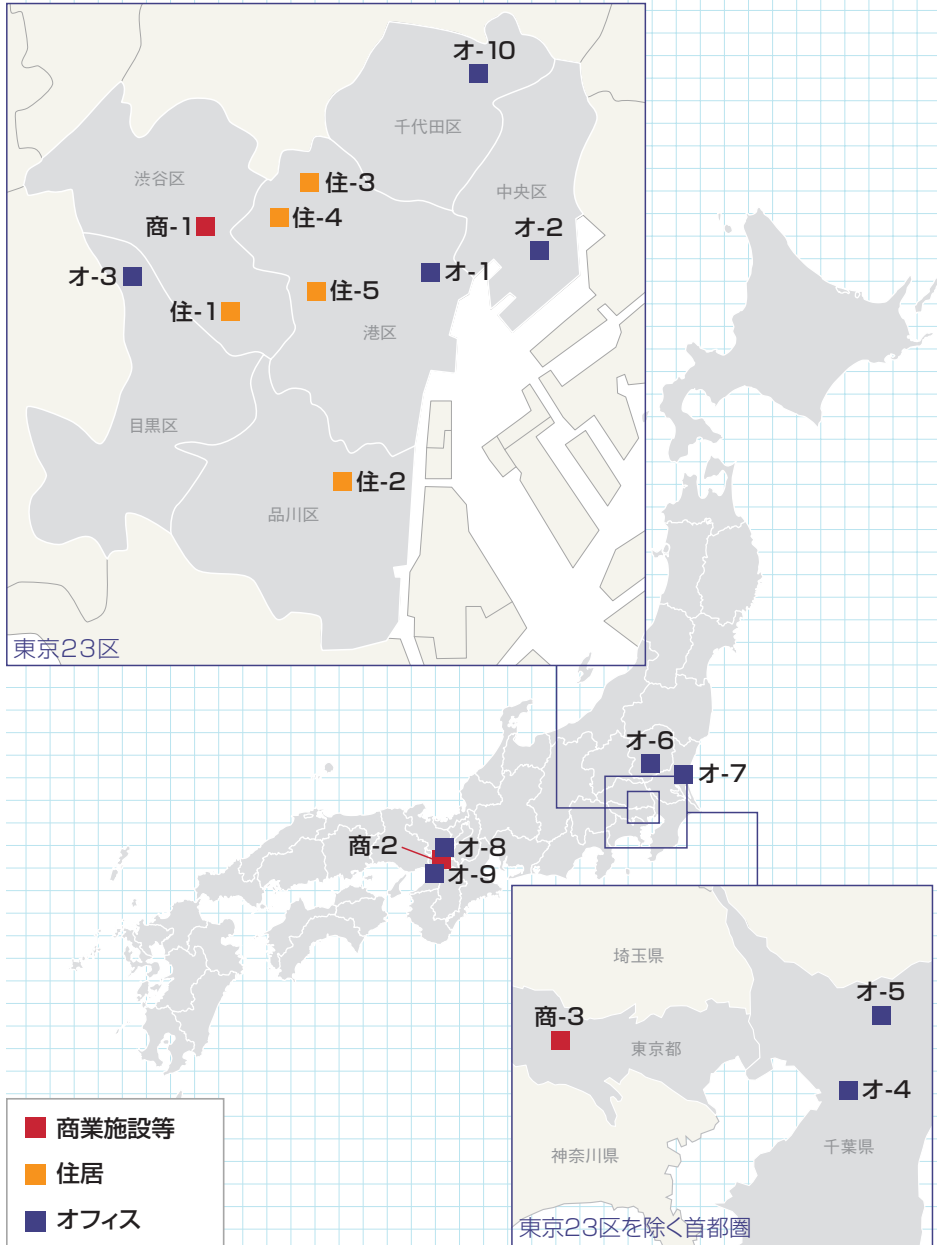 オ-10
千代田区
渋谷区
住-3
中央区
商-1
住-4
オ-2
オ-3
オ-1
住-5
住-1
港区
目黒区
住-2
品川区
東京23区
オ-6
オ-7
商-2
オ-8
オ-9
埼玉県
オ-5
商-3
東京都
オ-4
千葉県
神奈川県
東京23区を除く首都圏
商業施設等
住居
オフィス